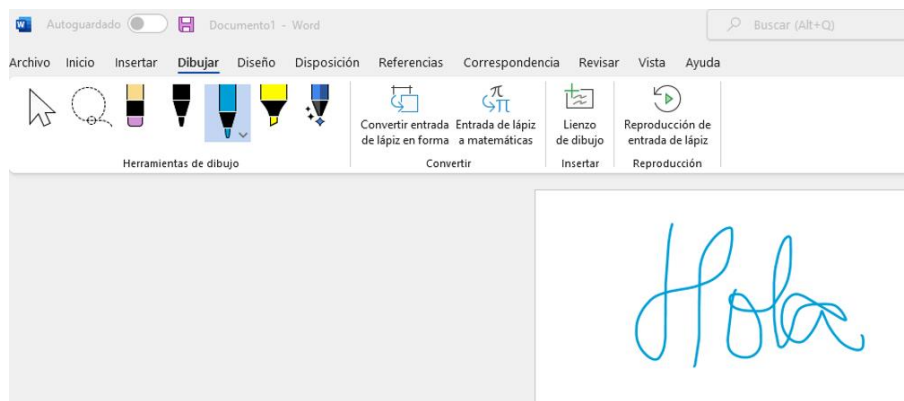 Autoguardado Documento1 - Word Buscar (Alt+Q)
Archivo Inicio Insertar Dibujar Diseño Disposición Referencias Correspondencia Revisar Vista Ayuda
Convertir entrada de lápiz en forma
Entrada de lápiz a matemáticas
Lienzo de dibujo
Reproducción de entrada de lápiz
Herramientas de dibujo Convertir Insertar Reproducción
Hola